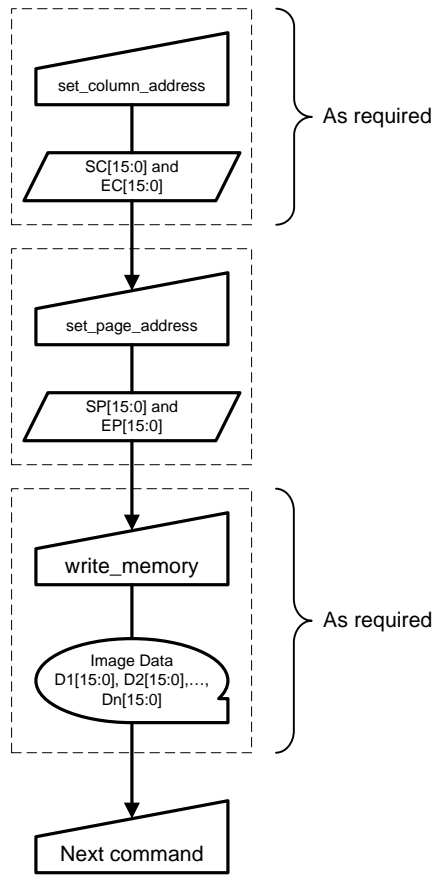 set_column_address
As required
SC[15:0] and
EC[15:0]
set_page_address
SP[15:0] and
EP[15:0]
write_memory
As required
Image Data
D1[15:0], D2[15:0],…,
Dn[15:0]
Next command